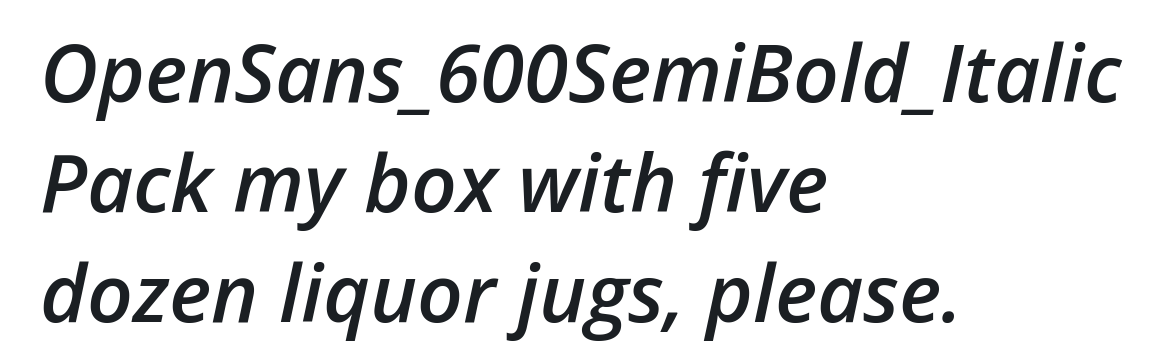 OpenSans_600SemiBold_Italic
Pack my box with five
dozen liquor jugs, please.